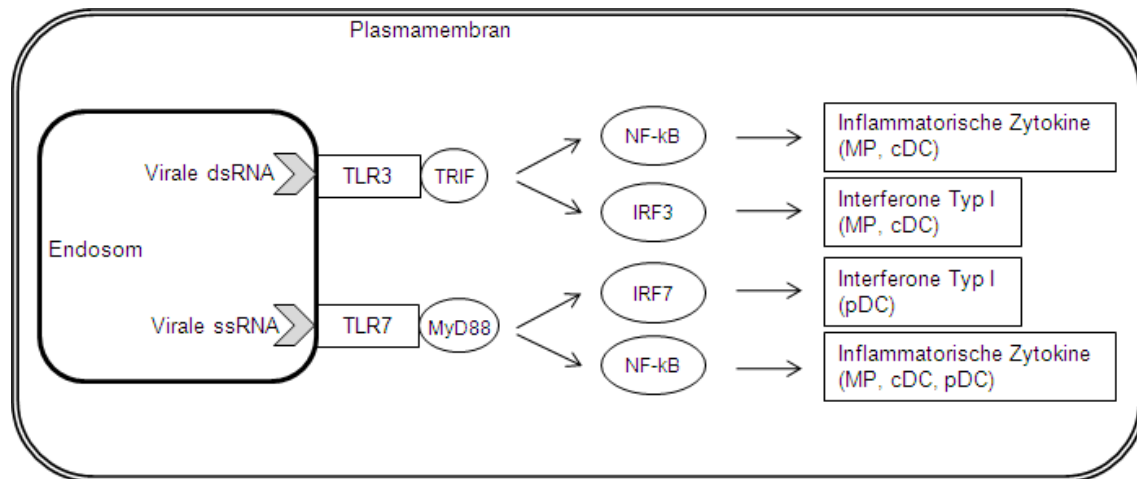 Plasmamembran
Virale dsRNA
TLR3
TRIF
NF-kB
Inflammatorische Zytokine
(MP, cDC)
IRF3
Interferone Typ I
(MP, cDC)
Endosom
Virale ssRNA
TLR7
MyD88
IRF7
Interferone Typ I
(pDC)
NF-kB
Inflammatorische Zytokine
(MP, cDC, pDC)